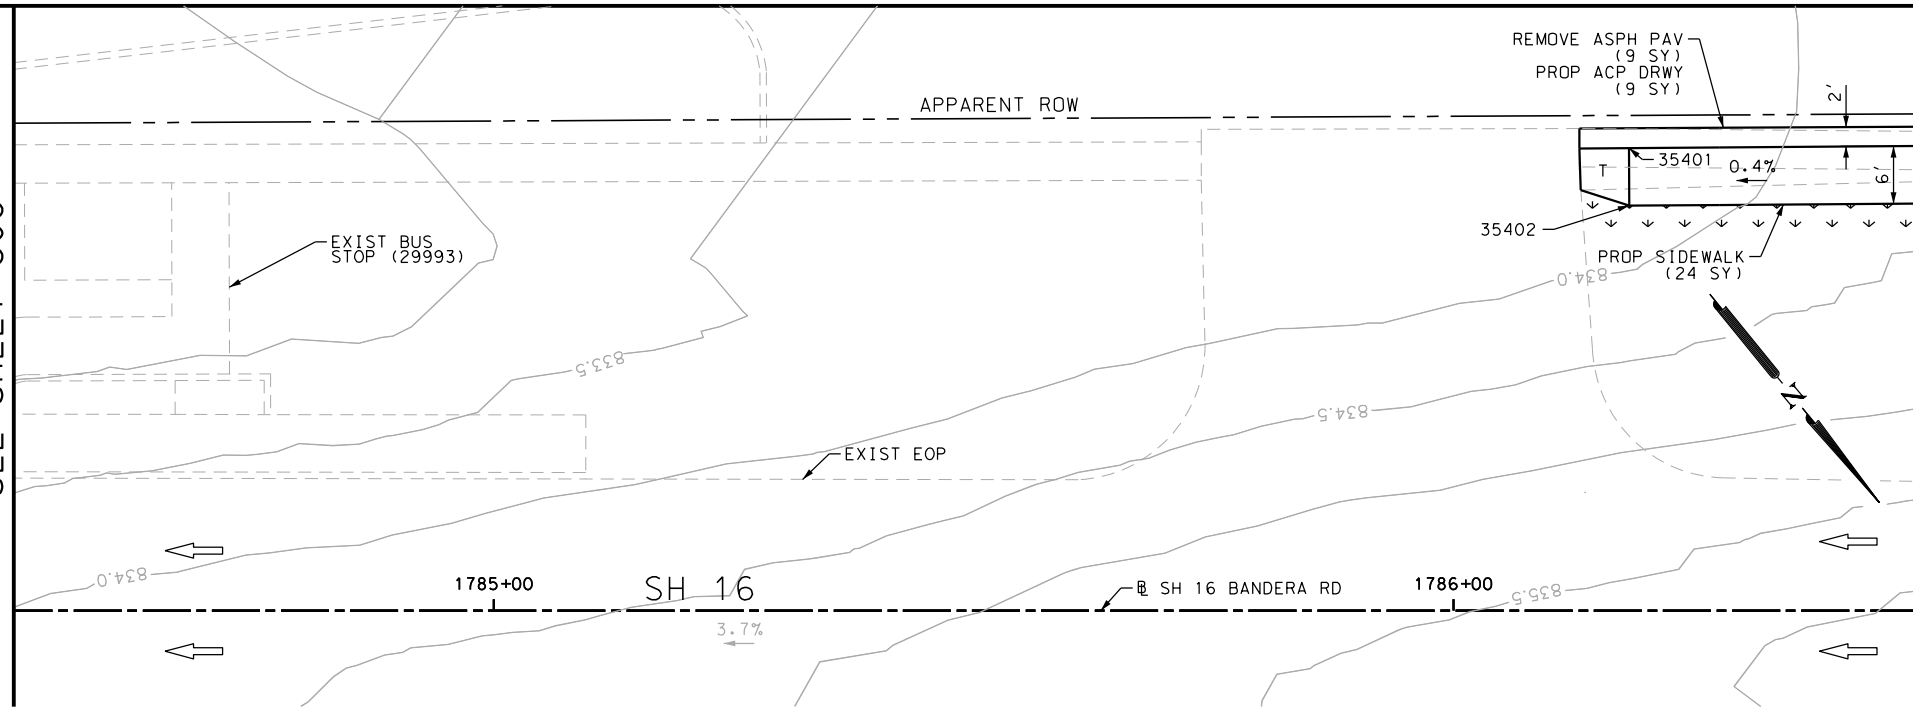 REMOVE ASPH PAV
(9 SY)
PROP ACP DRWY
(9 SY)
2'
APPARENT ROW
35401
T
0.4%
6'
35402
EXIST BUS
STOP (29993)
PROP SIDEWALK
(24 SY)
834.0
833.5
N
834.5
EXIST EOP
834.0
1785+00
SH 16
BL SH 16 BANDERA RD
1786+00
835.5
3.7%